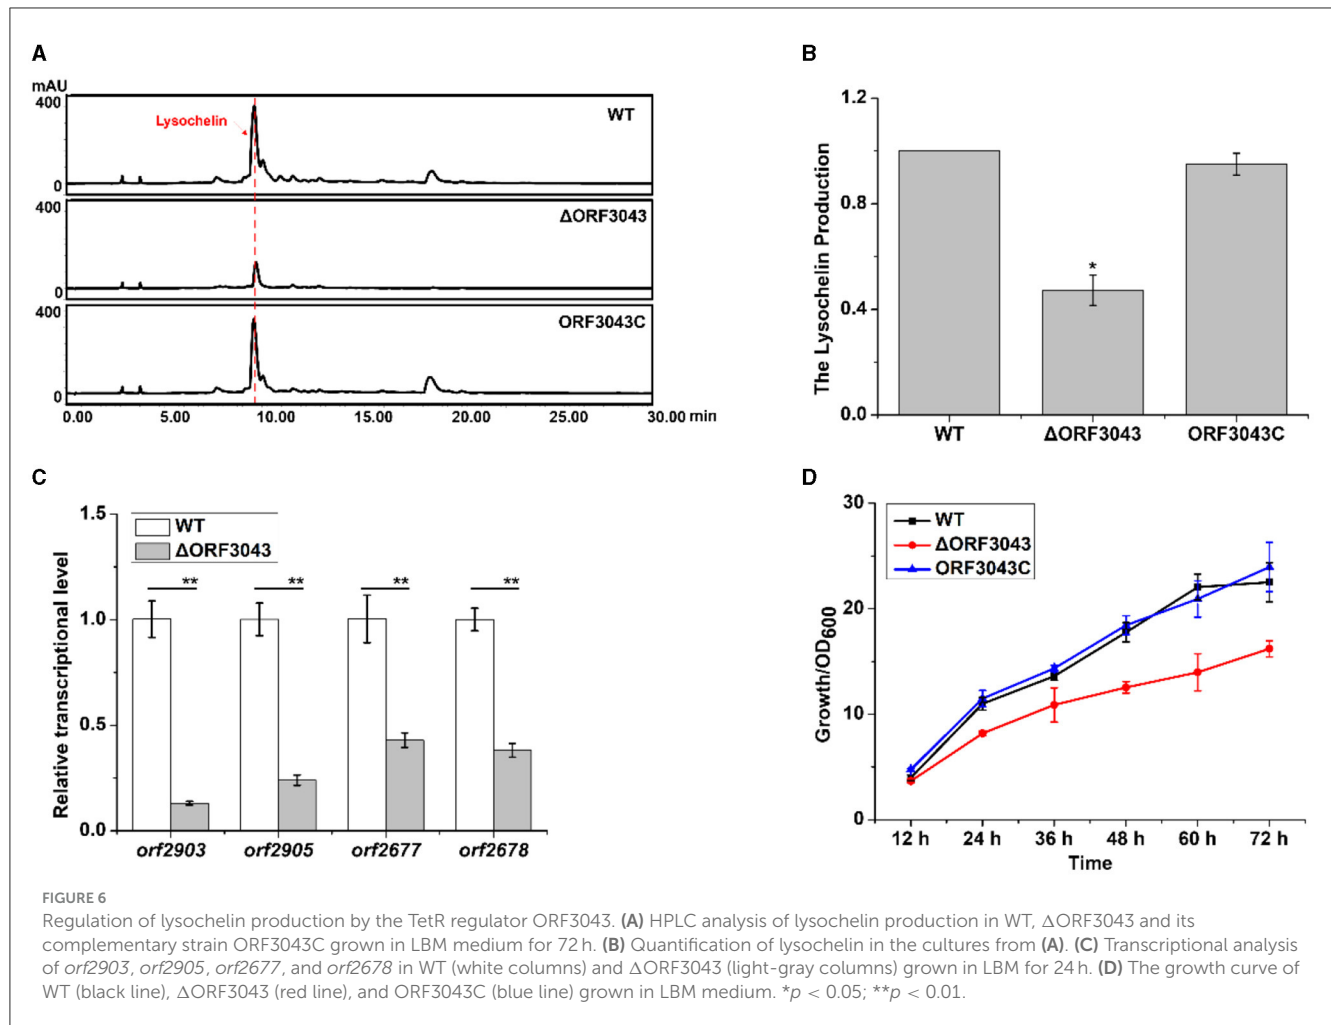 A
mAU
400
0
Lysochelin
WT
400
0
ΔORF3043
400
0
ORF3043C
0.00 5.00 10.00 15.00 20.00 25.00 30.00 min
B
The Lysochelin Production
1.2
0.8
0.4
0.0
*
WT ΔORF3043 ORF3043C
C
Relative transcriptional level
1.5
1.0
0.5
0.0
WT
ΔORF3043
** ** ** **
orf2903 orf2905 orf2677 orf2678
D
Growth/OD600
30
20
10
0
WT
ΔORF3043
ORF3043C
12 h 24 h 36 h 48 h 60 h 72 h
Time
FIGURE 6
Regulation of lysochelin production by the TetR regulator ORF3043. (A) HPLC analysis of lysochelin production in WT, ΔORF3043 and its
complementary strain ORF3043C grown in LBM medium for 72 h. (B) Quantification of lysochelin in the cultures from (A). (C) Transcriptional analysis
of orf2903, orf2905, orf2677, and orf2678 in WT (white columns) and ΔORF3043 (light-gray columns) grown in LBM for 24 h. (D) The growth curve of
WT (black line), ΔORF3043 (red line), and ORF3043C (blue line) grown in LBM medium. *p < 0.05; **p < 0.01.